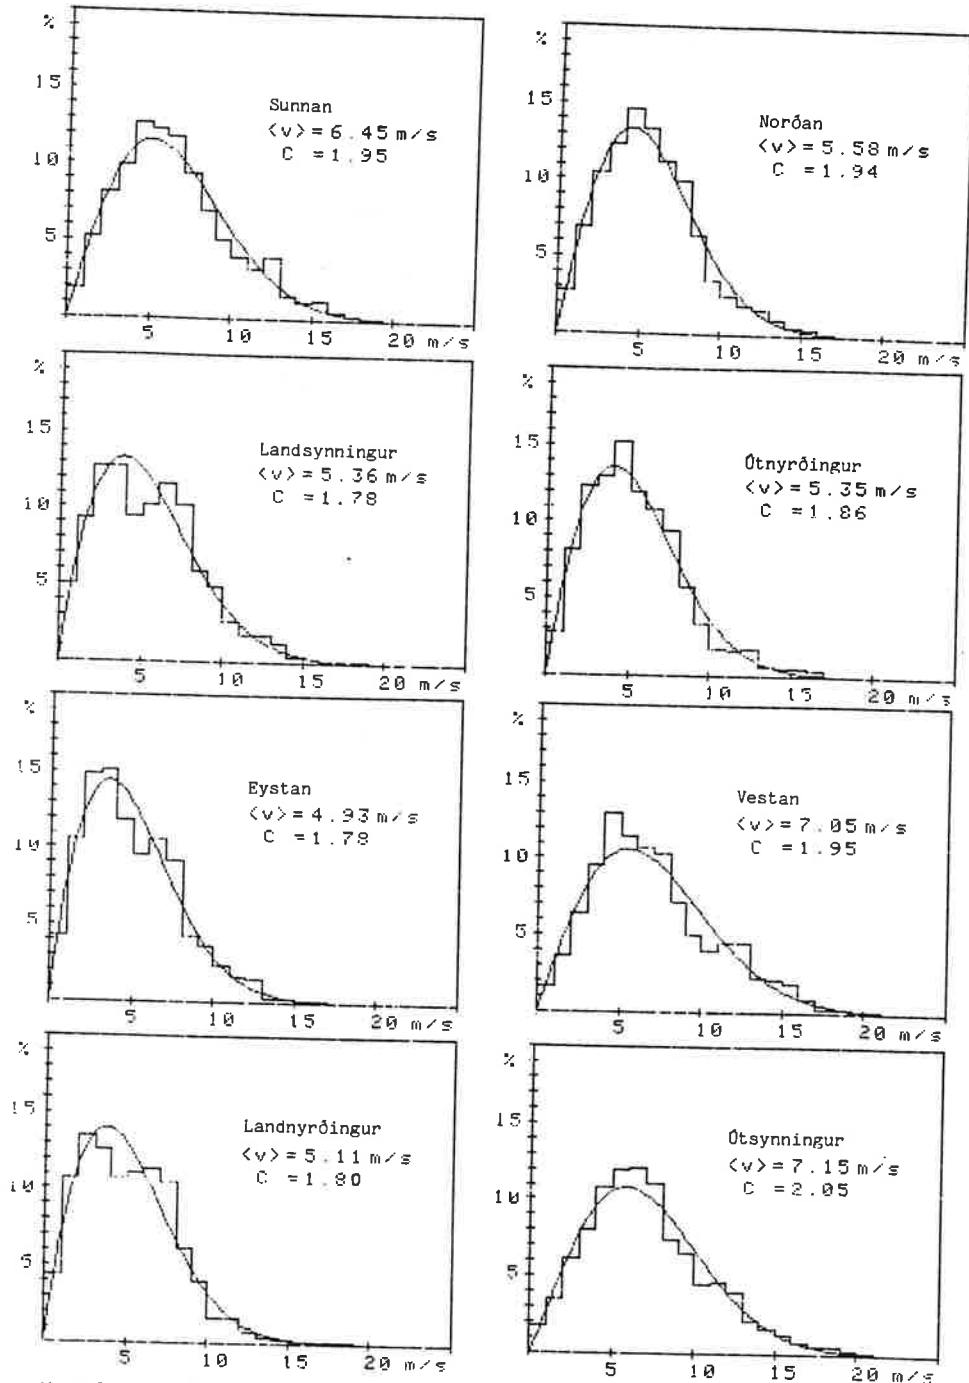 %
15
10
5
Sunnan
<v>=6.45 m/s
C =1.95
5 10 15 20 m/s
%
15
10
5
Norðan
<v>=5.58 m/s
C =1.94
5 10 15 20 m/s
%
15
10
5
Landsynningur
<v>=5.36 m/s
C =1.78
5 10 15 20 m/s
%
15
10
5
Útnyrðingur
<v>=5.35 m/s
C =1.86
5 10 15 20 m/s
%
15
10
5
Eystan
<v>=4.93 m/s
C =1.78
5 10 15 20 m/s
%
15
10
5
Vestan
<v>=7.05 m/s
C =1.95
5 10 15 20 m/s
%
15
10
5
Landnyrðingur
<v>=5.11 m/s
C =1.80
5 10 15 20 m/s
%
15
10
5
Útsynningur
<v>=7.15 m/s
C =2.05
5 10 15 20 m/s